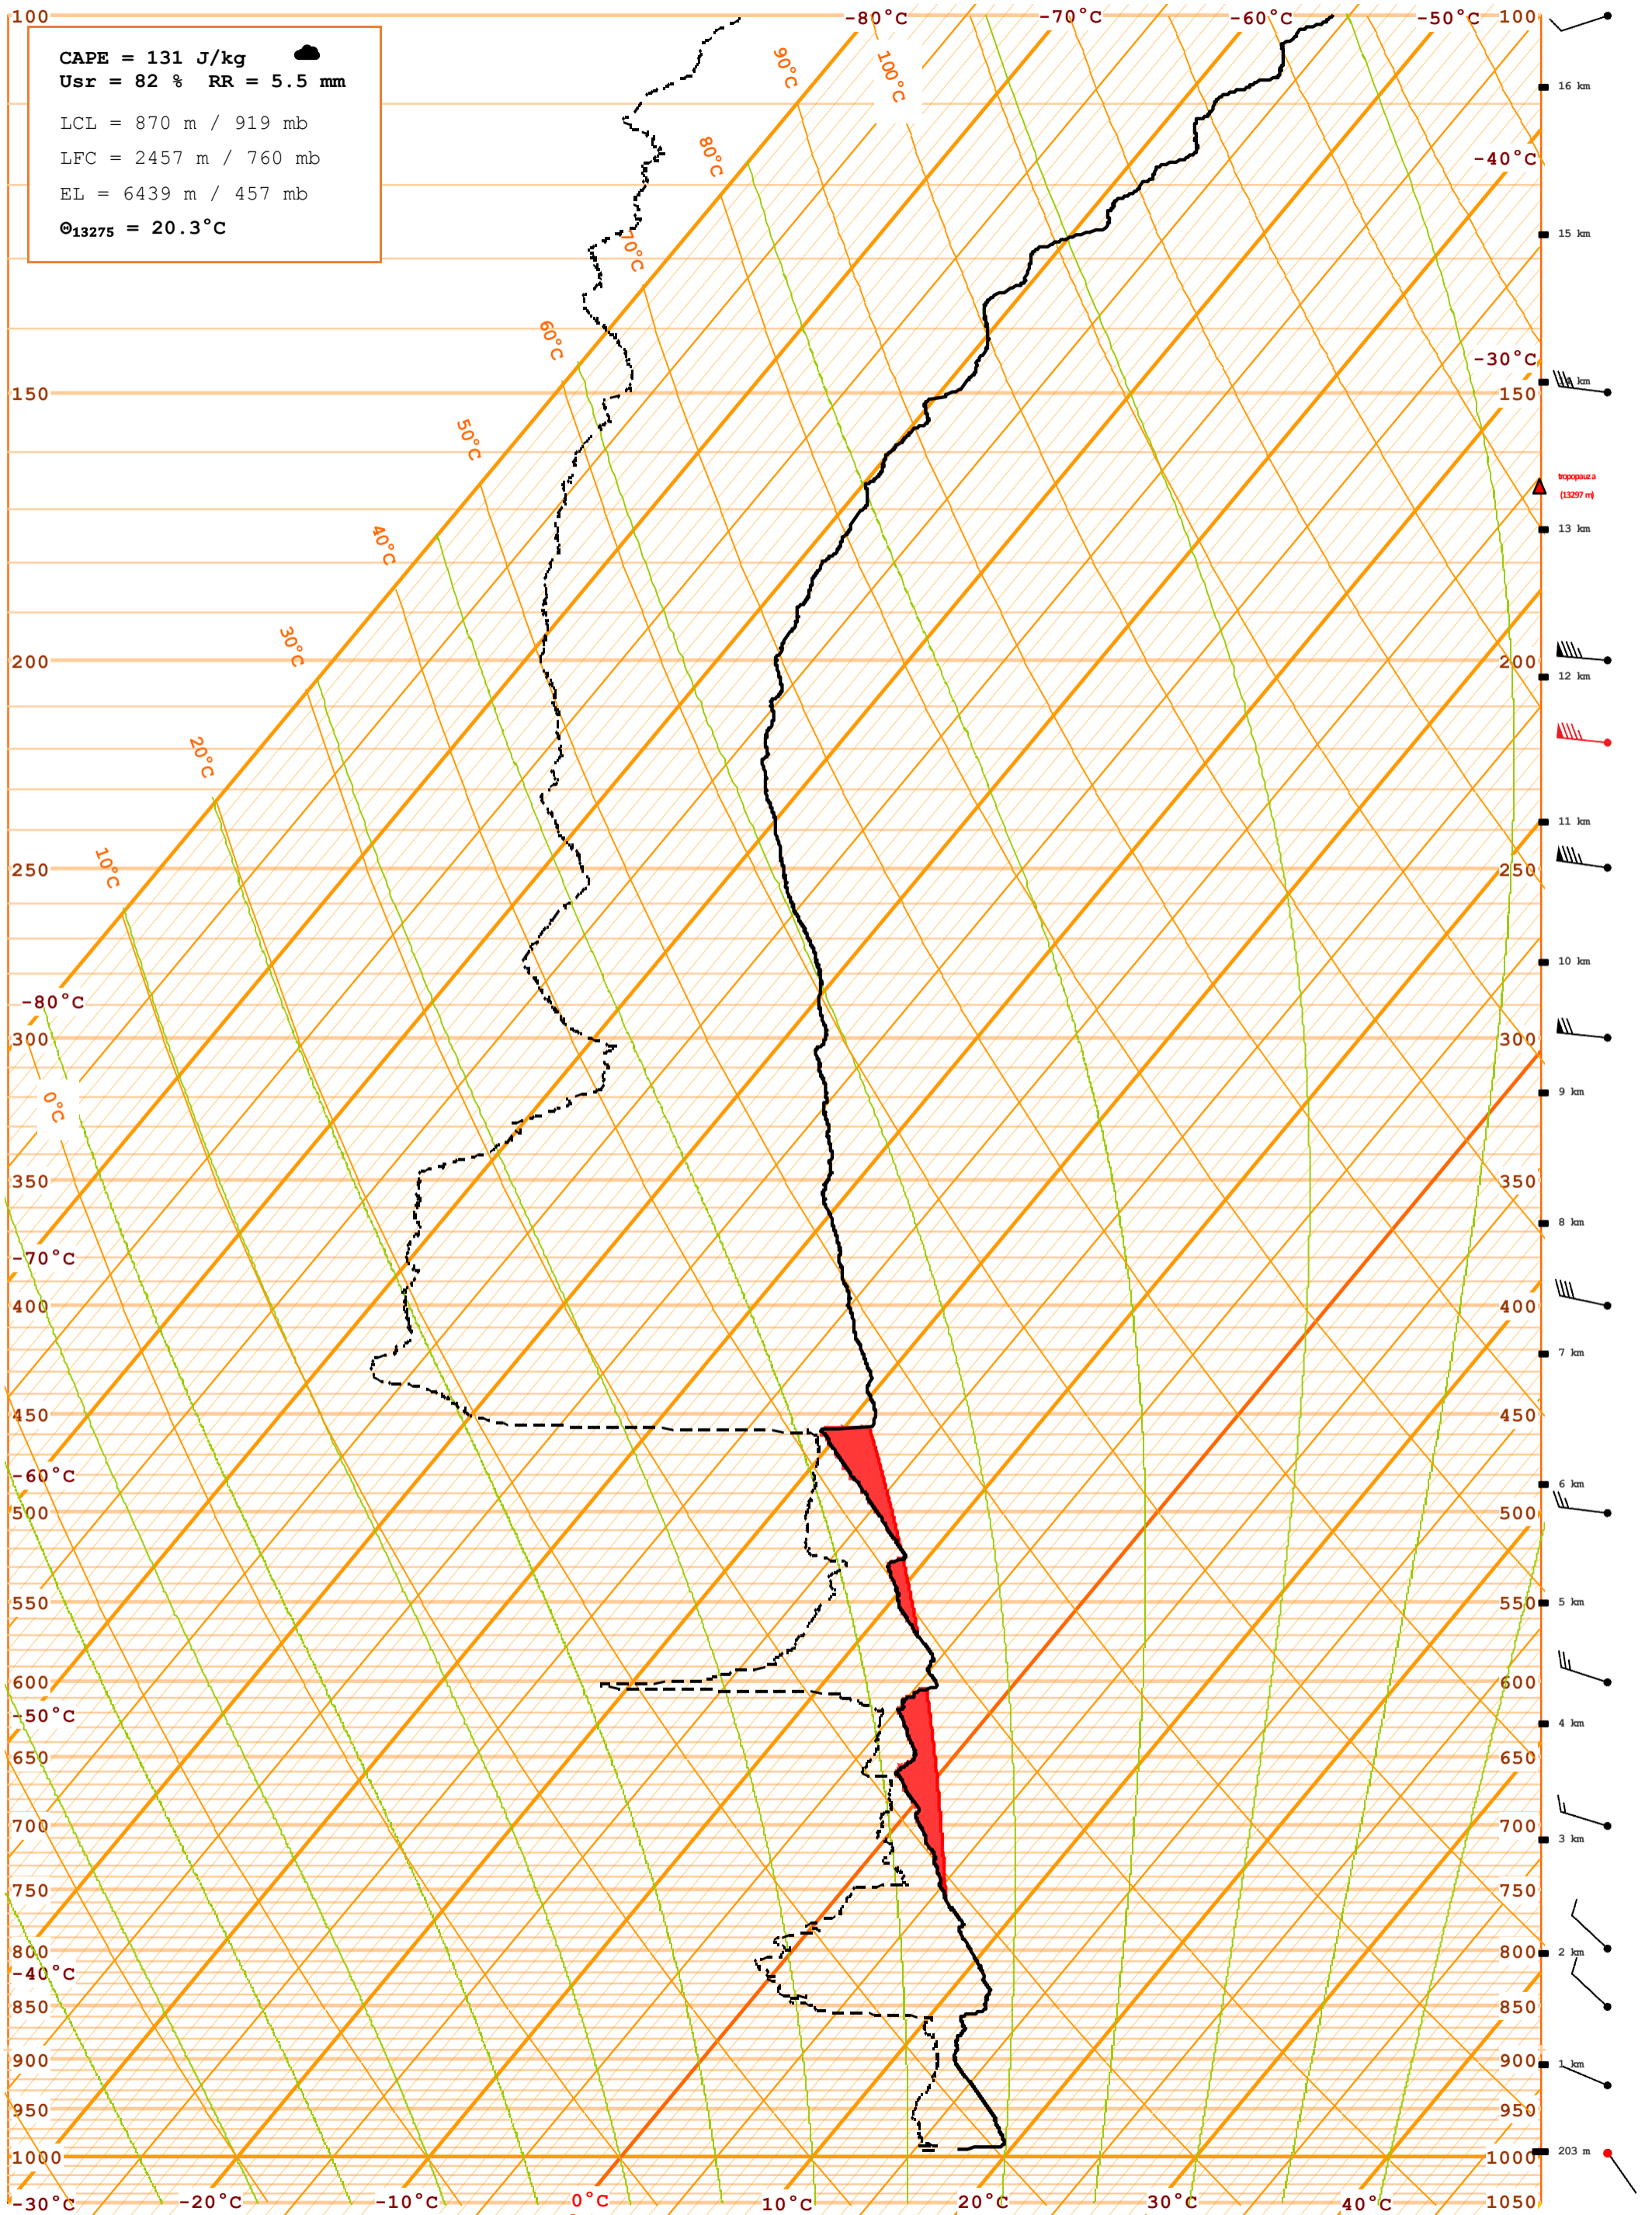 100 -80°C -70°C -60°C -50°C 100
CAPE = 131 J/kg
Usr = 82 % RR = 5.5 mm
LCL = 870 m / 919 mb
LFC = 2457 m / 760 mb
EL = 6439 m / 457 mb
Θ13275 = 20.3°C
90°C 100°C
16 km
80°C -40°C
70°C 15 km
60°C -30°C
km
150 150
50°C
tropopauza
(13297 m)
40°C 13 km
30°C
200 200
12 km
20°C
11 km
10°C
250 250
10 km
-80°C
300 300
0°C 9 km
350 350
8 km
-70°C
400 400
7 km
450 450
-60°C 6 km
500 500
550 550 5 km
600 600
-50°C 4 km
650 650
700 700
3 km
750 750
800 800 2 km
-40°C
850 850
900 900 1 km
950 950
1000 1000 203 m
-30°C -20°C -10°C 0°C 10°C 20°C 30°C 40°C 1050